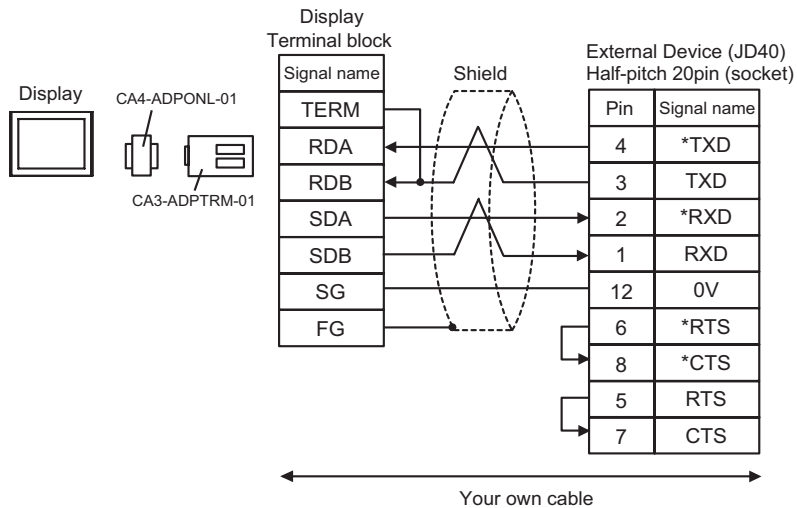 Display
Terminal block
External Device (JD40)
Half-pitch 20pin (socket)
Display
CA4-ADPONL-01
CA3-ADPTRM-01
Shield
Signal name
TERM
RDA
RDB
SDA
SDB
SG
FG
Pin Signal name
4 *TXD
3 TXD
2 *RXD
1 RXD
12 0V
6 *RTS
8 *CTS
5 RTS
7 CTS
Your own cable